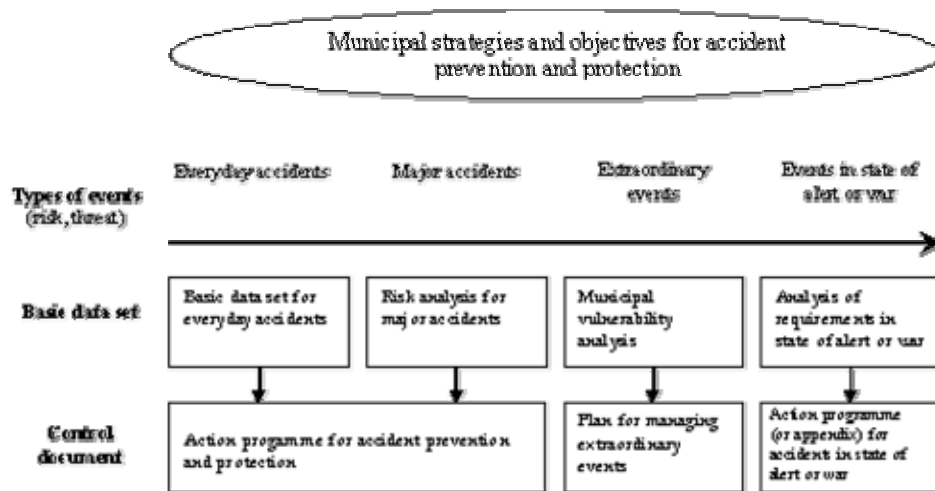 Municipal strategies and objectives for accident
prevention and protection
Types of events
(risk, threat)
Everyday accidents
Major accidents
Extraordinary
events
Events in state of
alert or war
Basic data set
Basic data set for
everyday accidents
Risk analysis for
major accidents
Municipal
vulnerability
analysis
Analysis of
requirements in
state of alert or war
Control
document
Action progamme for accident prevention
and protection
Plan for managing
extraordinary
events
Action programme
(or appendix) for
accident in state of
alert or war